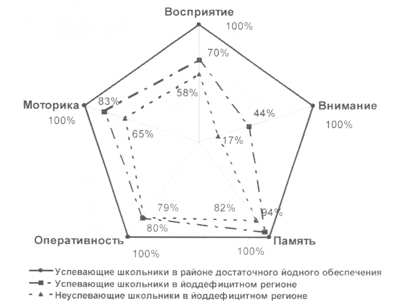 Восприятие
100%
70%
83%
58%
44%
Моторика
Внимание
100%
100%
65%
17%
79%
82%
94%
80%
Оперативность
Память
100%
100%
Успевающие школьники в районе достаточного йодного обеспечения
Успевающие школьники в йоддефицитном регионе
Неуспевающие школьники в йоддефицитном регионе